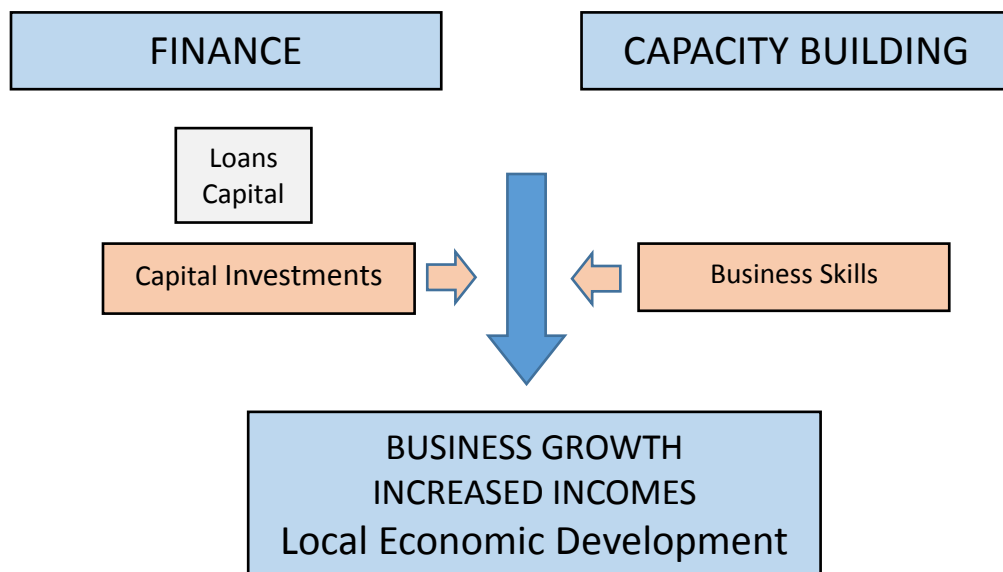 FINANCE
CAPACITY BUILDING
Loans
Capital
Capital Investments
Business Skills
BUSINESS GROWTH
INCREASED INCOMES
Local Economic Development